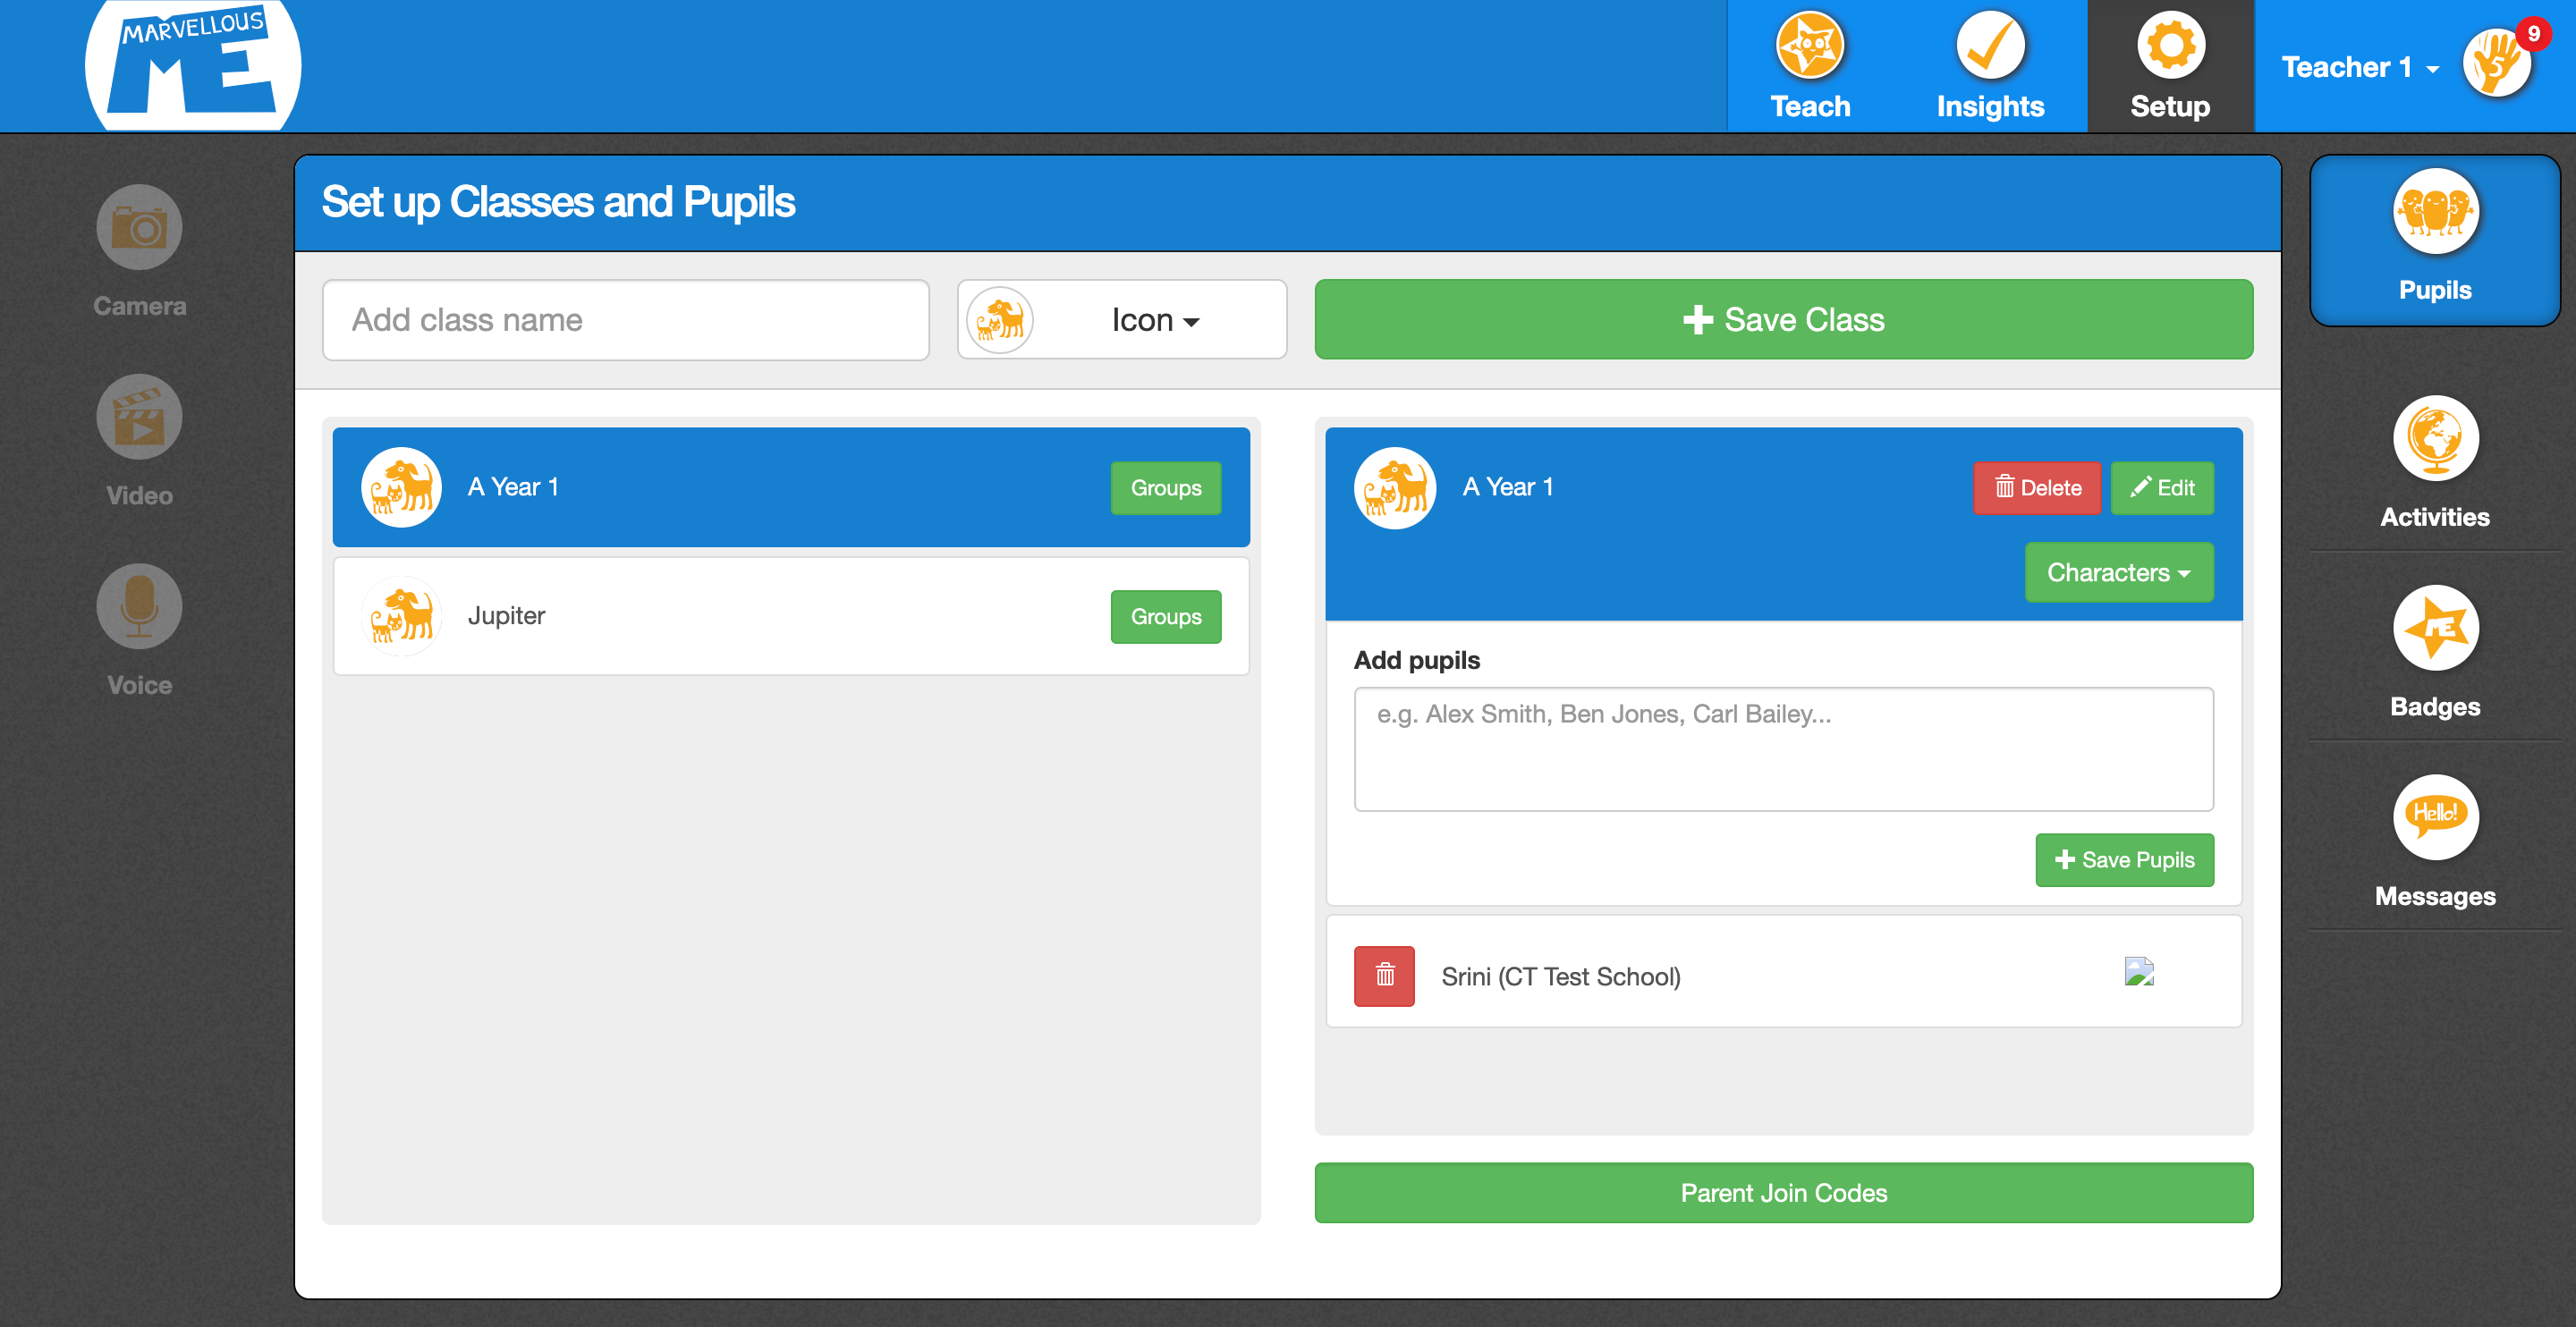 MARVELLOUS
ME
Teach
Insights
Setup
Teacher 1
5
9
Set up Classes and Pupils
Camera
Video
Voice
Add class name
Icon
Save Class
A Year 1
Groups
Jupiter
Groups
A Year 1
Delete
Edit
Characters
Add pupils
e.g. Alex Smith, Ben Jones, Carl Bailey...
Save Pupils
Srini (CT Test School)
Parent Join Codes
Pupils
Activities
ME
Badges
Hello!
Messages